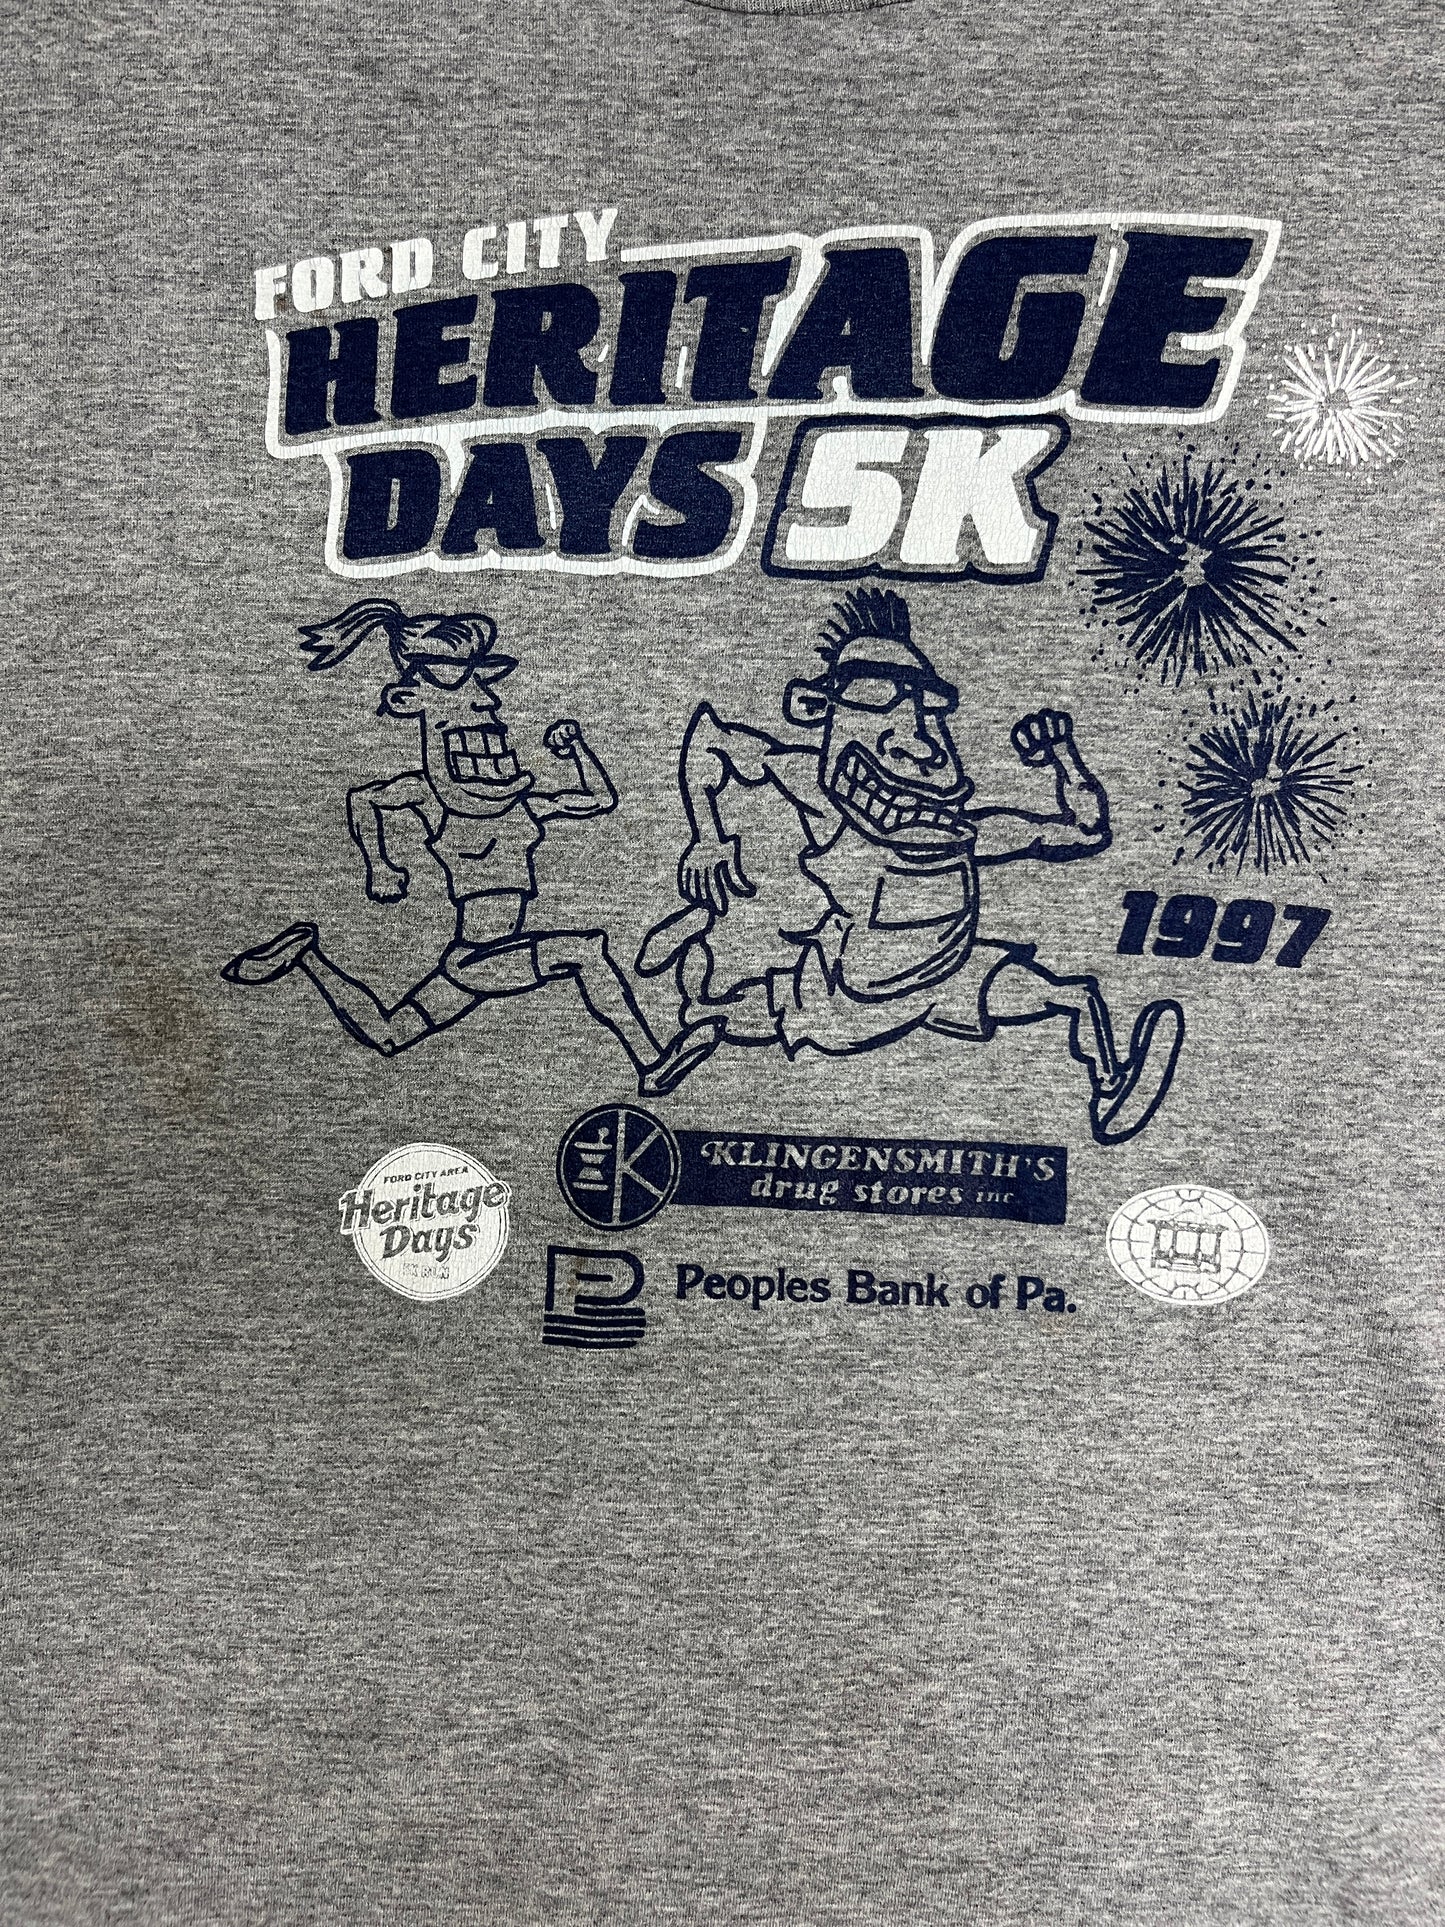 FORD CITY
HERITAGE
DAYS 5K
1997
KLINGENSMITH'S
drug stores inc
K
FORD CITY AREA
Heritage
Days
Peoples Bank of Pa.